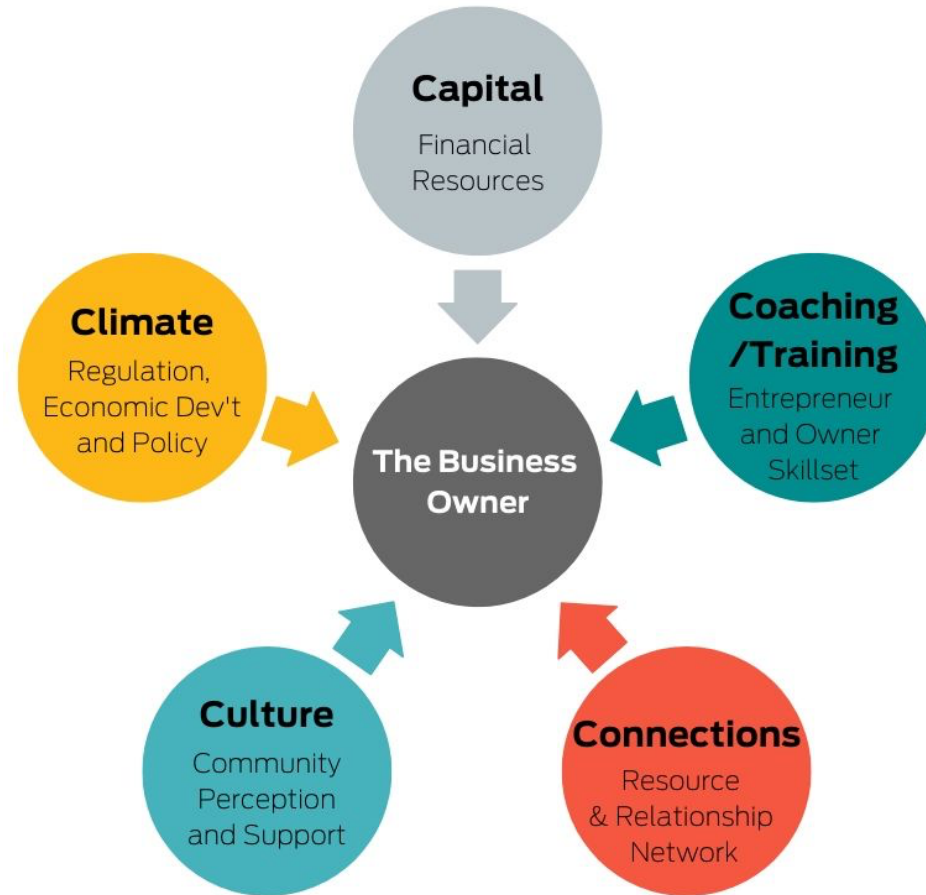 Capital
Financial
Resources
Climate
Regulation,
Economic Dev't
and Policy
Coaching
/Training
Entrepreneur
and Owner
Skillset
The Business
Owner
Culture
Community
Perception
and Support
Connections
Resource
& Relationship
Network